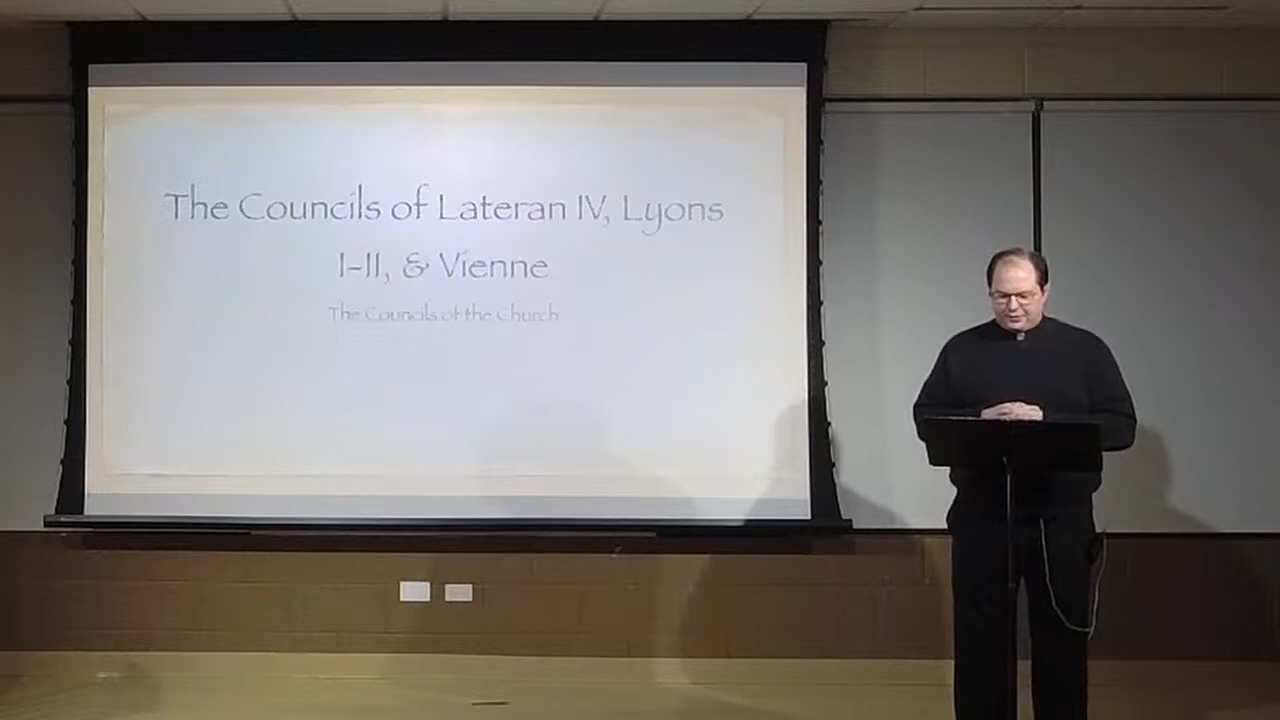 The Councils of Lateran IV, Lyons
I-II, & Vienne
The Councils of the Church